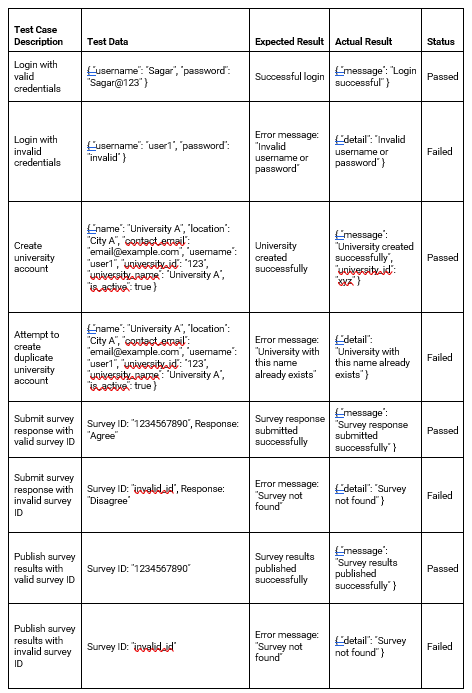 Test Case
Description
Test Data
Expected Result
Actual Result
Status
Login with
valid
credentials
{ "username": "Sagar", "password":
"Sagar@123" }
Successful login
{ "message": "Login
successful" }
Passed
Login with
invalid
credentials
{ "username": "user1", "password":
"invalid" }
Error message:
"Invalid
username or
password"
{ "detail": "Invalid
username or
password" }
Failed
Create
university
account
{ "name": "University A", "location":
"City A", "contact_email":
"email@example.com", "username":
"user1", "university_id": "123",
"university_name": "University A",
"is_active": true }
University
created
successfully
{ "message":
"University created
successfully",
"university_id":
"xyz" }
Passed
Attempt to
create
duplicate
university
account
{ "name": "University A", "location":
"City A", "contact_email":
"email@example.com", "username":
"user1", "university_id": "123",
"university_name": "University A",
"is_active": true }
Error message:
"University with
this name
already exists"
{ "detail":
"University with
this name already
exists" }
Failed
Submit survey
response with
valid survey ID
Survey ID: "1234567890", Response:
"Agree"
Survey response
submitted
successfully
{ "message":
"Survey response
submitted
successfully" }
Passed
Submit survey
response with
invalid survey
ID
Survey ID: "invalid_id", Response:
"Disagree"
Error message:
"Survey not
found"
{ "detail": "Survey
not found" }
Failed
Publish survey
results with
valid survey ID
Survey ID: "1234567890"
Survey results
published
successfully
{ "message":
"Survey results
published
successfully" }
Passed
Publish survey
results with
invalid survey
ID
Survey ID: "invalid_id"
Error message:
"Survey not
found"
{ "detail": "Survey
not found" }
Failed